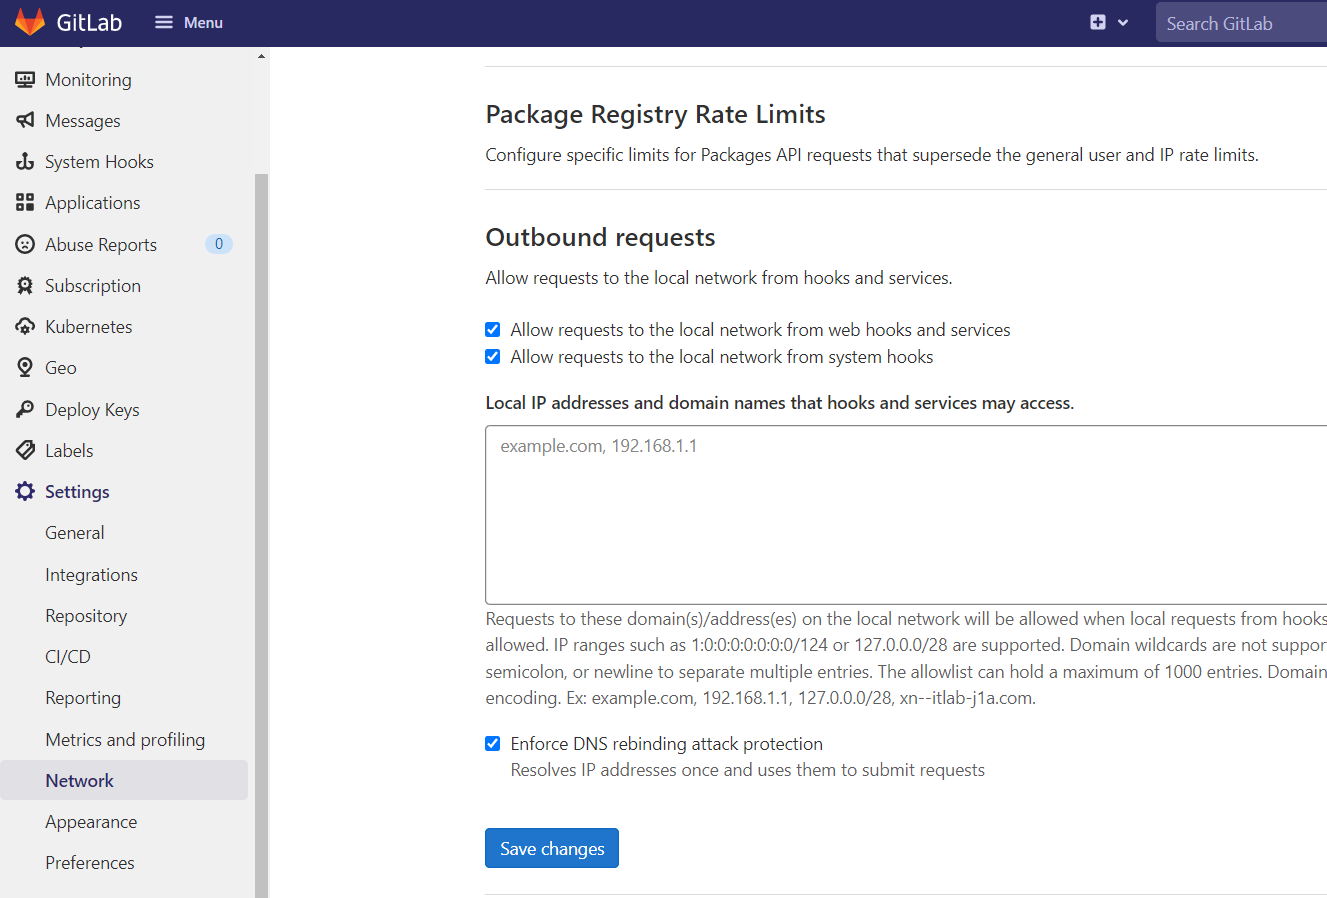 GitLab
Menu
Search GitLab
Monitoring
Messages
System Hooks
Applications
Abuse Reports 0
Subscription
Kubernetes
Geo
Deploy Keys
Labels
Settings
General
Integrations
Repository
CI/CD
Reporting
Metrics and profiling
Network
Appearance
Preferences
Package Registry Rate Limits
Configure specific limits for Packages API requests that supersede the general user and IP rate limits.
Outbound requests
Allow requests to the local network from hooks and services.
Allow requests to the local network from web hooks and services
Allow requests to the local network from system hooks
Local IP addresses and domain names that hooks and services may access.
example.com, 192.168.1.1
Requests to these domain(s)/address(es) on the local network will be allowed when local requests from hooks
allowed. IP ranges such as 1:0:0:0:0:0:0:0/124 or 127.0.0.0/28 are supported. Domain wildcards are not suppor
semicolon, or newline to separate multiple entries. The allowlist can hold a maximum of 1000 entries. Domain
encoding. Ex: example.com, 192.168.1.1, 127.0.0.0/28, xn--itlab-j1a.com.
Enforce DNS rebinding attack protection
Resolves IP addresses once and uses them to submit requests
Save changes